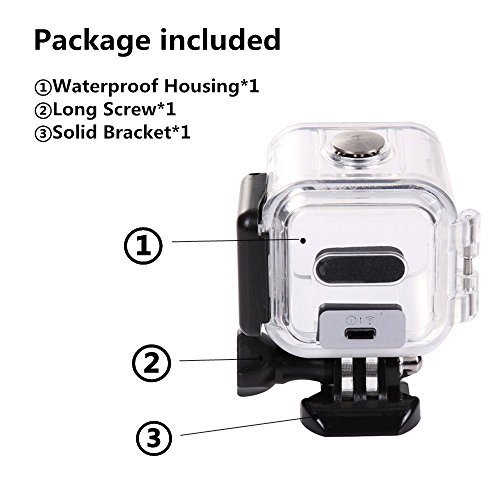 Package included
①Waterproof Housing*1
②Long Screw*1
③Solid Bracket*1
①
②
③